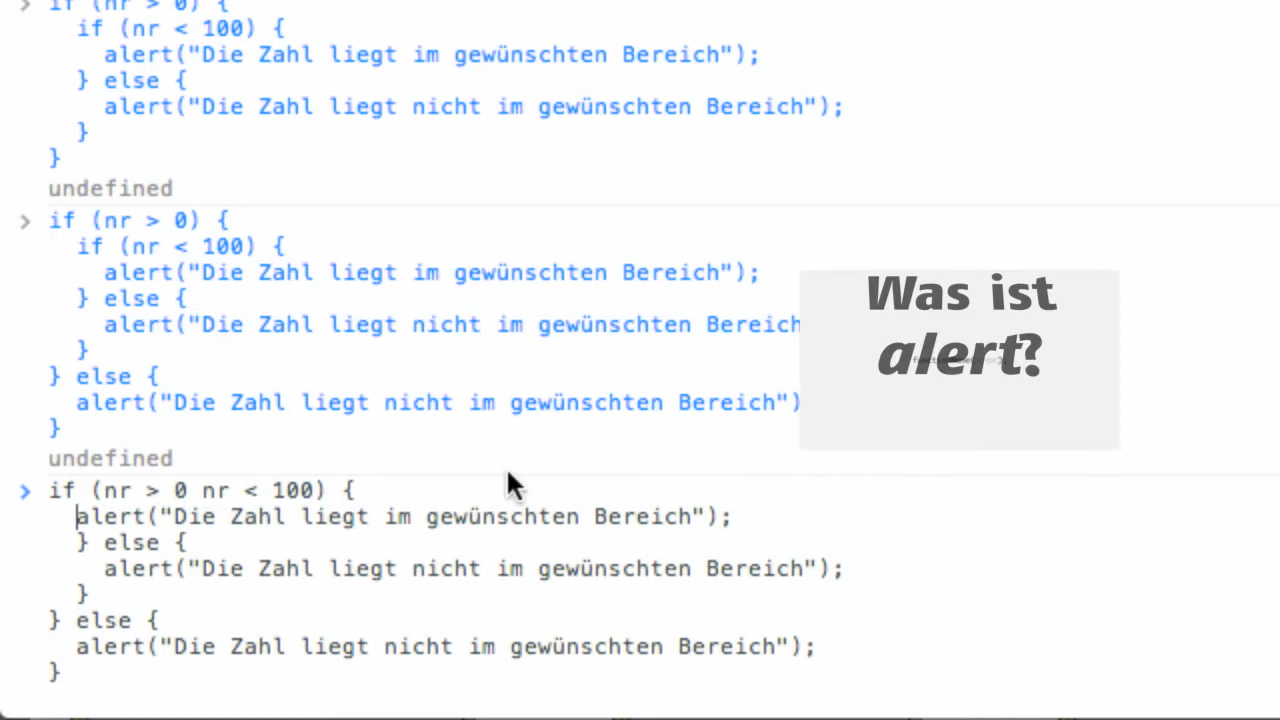 > if (nr > 0) {
if (nr < 100) {
alert("Die Zahl liegt im gewünschten Bereich");
} else {
alert("Die Zahl liegt nicht im gewünschten Bereich");
}
}
undefined
> if (nr > 0) {
if (nr < 100) {
alert("Die Zahl liegt im gewünschten Bereich");
} else {
alert("Die Zahl liegt nicht im gewünschten Bereich
}
} else {
alert("Die Zahl liegt nicht im gewünschten Bereich")
}
undefined
Was ist
alert?
> if (nr > 0 nr < 100) {
alert("Die Zahl liegt im gewünschten Bereich");
} else {
alert("Die Zahl liegt nicht im gewünschten Bereich");
}
} else {
alert("Die Zahl liegt nicht im gewünschten Bereich");
}